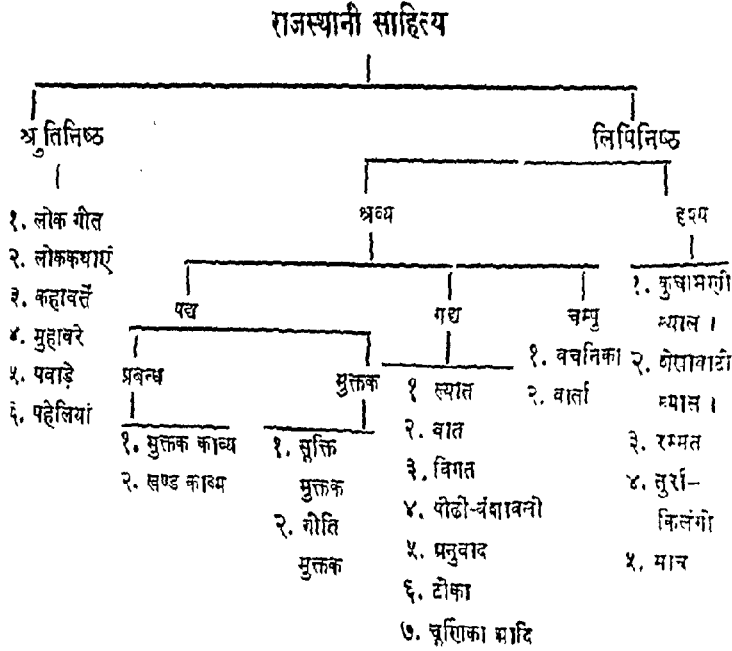 राजस्थानी साहित्य
श्रुतिनिष्ठ
लिपिनिष्ठ
१. लोक गीत
२. लोककथाएं
३. कहावतें
४. मुहावरे
५. पवाड़े
६. पहेलियां
श्रव्य
दृश्य
पद्य
गद्य
चम्पु
प्रबन्ध
मुक्तक
१. मुक्तक काव्य
२. खण्ड काव्य
१. सूक्ति
मुक्तक
२. गीति
मुक्तक
१ ख्यात
२. वात
३. विगत
४. पीढी-वंशावली
५. अनुवाद
६. टीका
७. चूर्णिका आदि
१. वचनिका
२. वार्ता
१. कुचामणी
ख्याल ।
२. शेखावाटी
ख्याल ।
३. रम्मत
४. तुर्रा-
किलंगी
५. माच